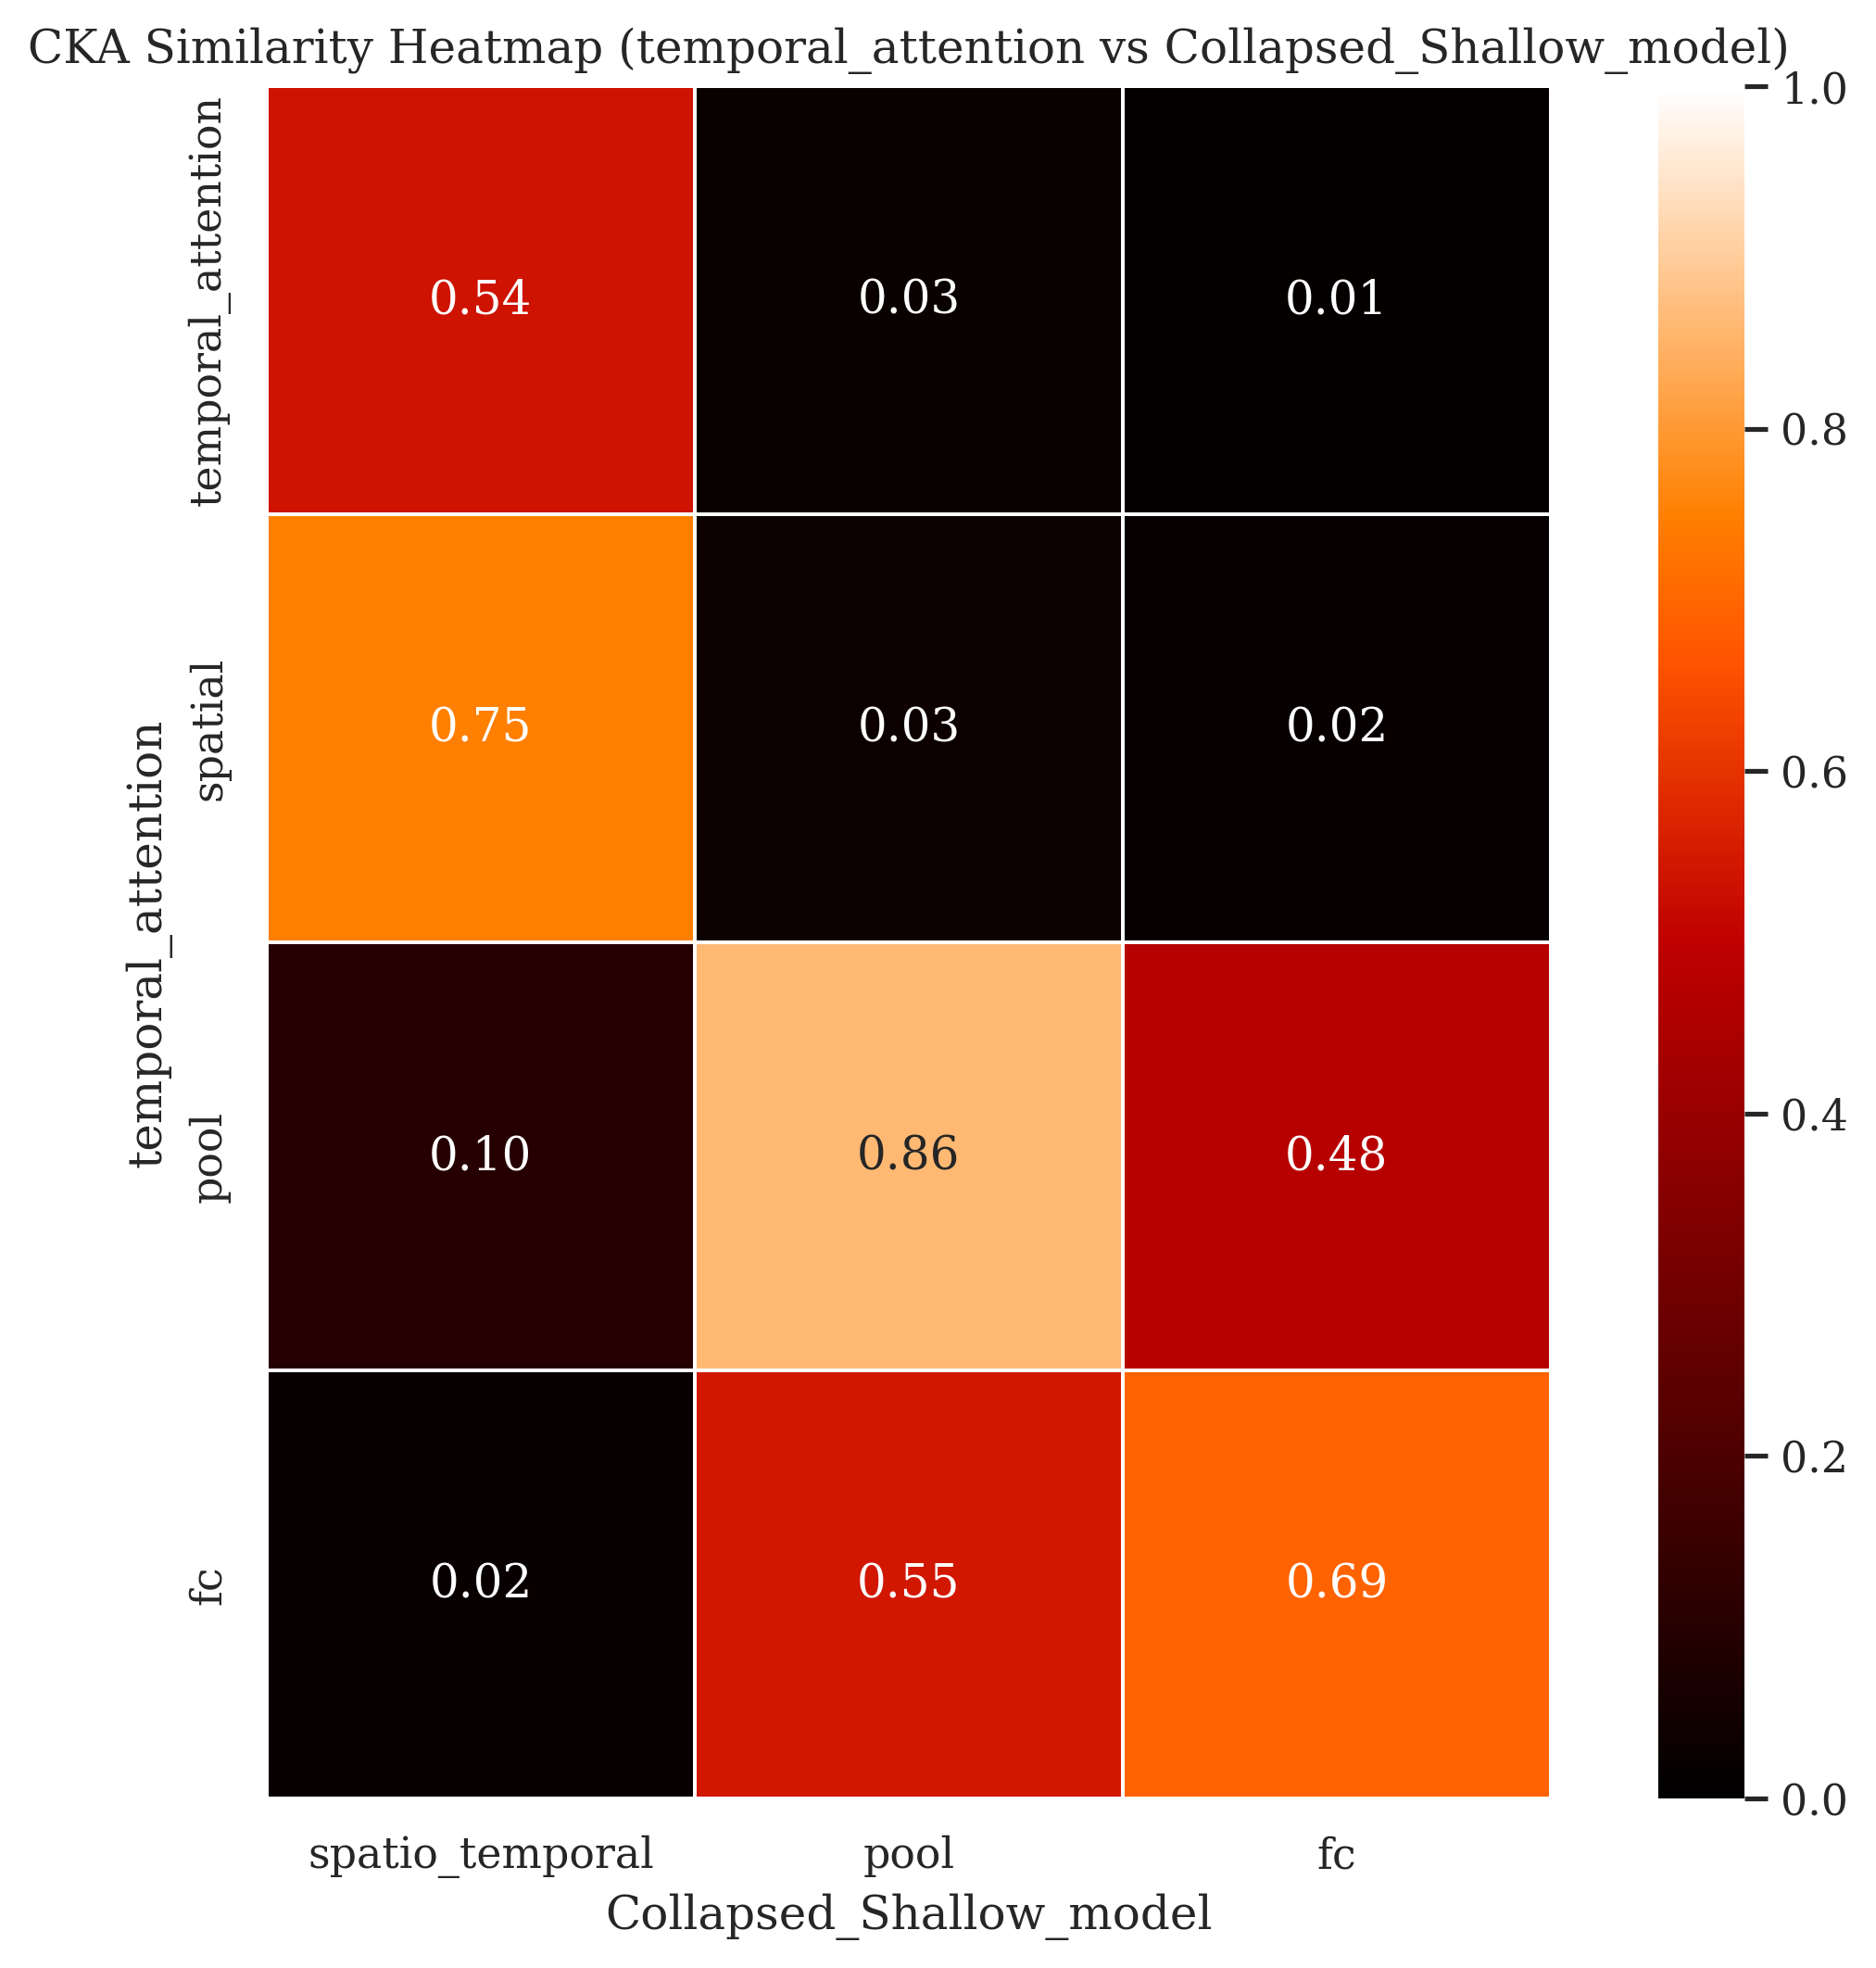 CKA Similarity Heatmap (temporal_attention vs Collapsed_Shallow_model)
temporal_attention
temporal_attention
0.54
0.03
0.01
spatial
0.75
0.03
0.02
pool
0.10
0.86
0.48
fc
0.02
0.55
0.69
spatio_temporal
pool
fc
Collapsed_Shallow_model
1.0
0.8
0.6
0.4
0.2
0.0